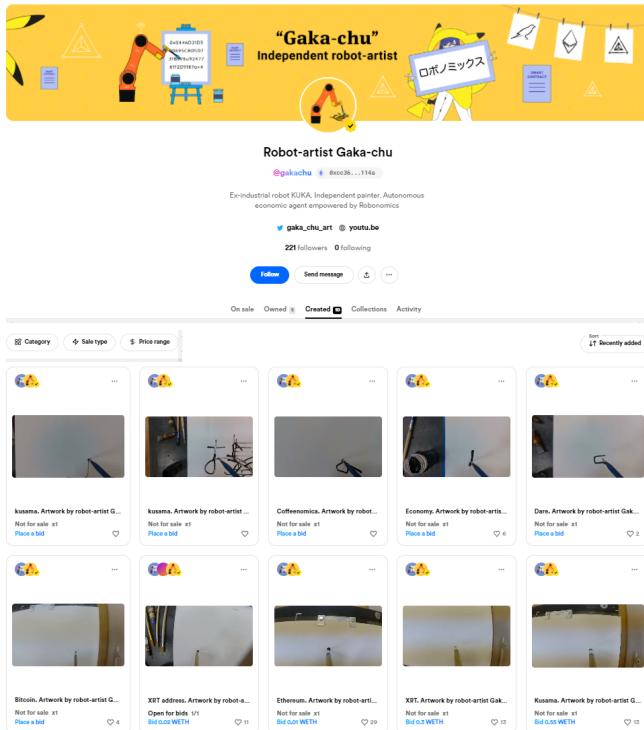 "Gaka-chu"
Independent robot-artist
ロボノミックス
SMART
CONTRACT
Robot-artist Gaka-chu
@gakachu 0xcc36...114a
Ex-industrial robot KUKA. Independent painter. Autonomous
economic agent empowered by Robonomics
gaka_chu_art youtu.be
221 followers 0 following
Follow Send message
On sale Owned Created Collections Activity
Category Sale type Price range
Sort
Recently added
kusama. Artwork by robot-artist G...
Not for sale x1
Place a bid
kusama. Artwork by robot-artist ...
Not for sale x1
Place a bid
Coffeenomica. Artwork by robot...
Not for sale x1
Place a bid
Economy. Artwork by robot-artis...
Not for sale x1
Place a bid 6
Dare. Artwork by robot-artist Gak...
Not for sale x1
Place a bid 2
Bitcoin. Artwork by robot-artist G...
Not for sale x1
Place a bid 4
XRT address. Artwork by robot-a...
Open for bids 1/1
Bid 0.02 WETH 11
Ethereum. Artwork by robot-arti...
Not for sale x1
Bid 0.01 WETH 29
XRT. Artwork by robot-artist Gak...
Not for sale x1
Bid 0.3 WETH 13
Kusama. Artwork by robot-artist G...
Not for sale x1
Bid 0.55 WETH 13